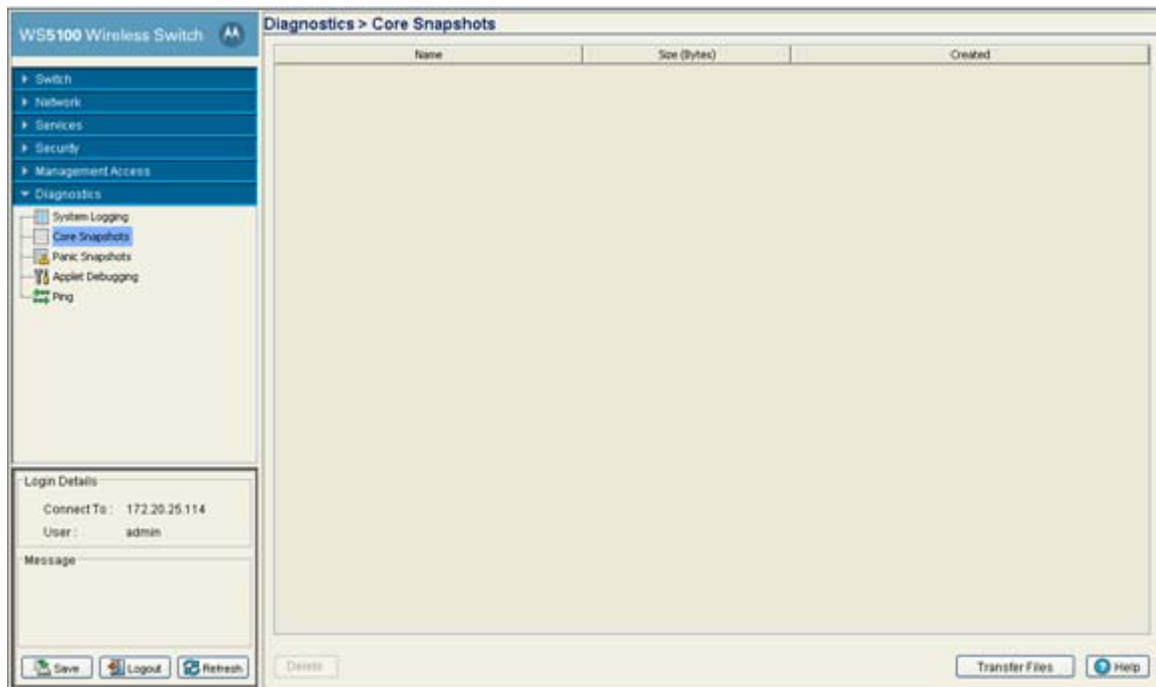 WS5100 Wireless Switch
Switch
Network
Services
Security
Management Access
Diagnostics
System Logging
Core Snapshots
Panic Snapshots
Applet Debugging
Ping
Login Details
Connect To : 172.20.25.114
User : admin
Message
Save Logout Refresh
Diagnostics > Core Snapshots
Name Size (Bytes) Created
Delete Transfer Files Help